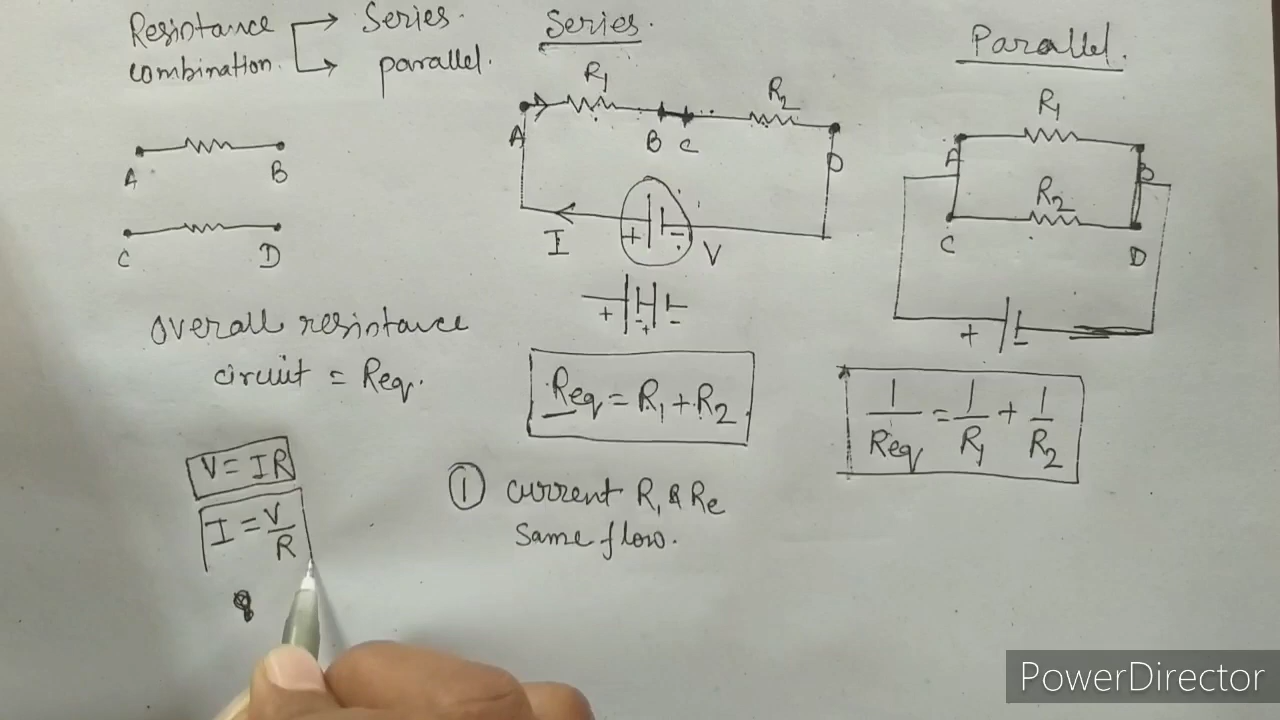 Resistance
combination.
Series.
parallel.
A
B
C
D
Overall resistance
circuit = Req.
V = IR
I = V/R
Series.
R1
R2
A
B
C
D
I
+
-
V
+
-
+
-
Req = R1 + R2
① current R1 & Re
same flow.
Parallel.
R1
A
B
R2
C
D
+
-
1/Req = 1/R1 + 1/R2
PowerDirector